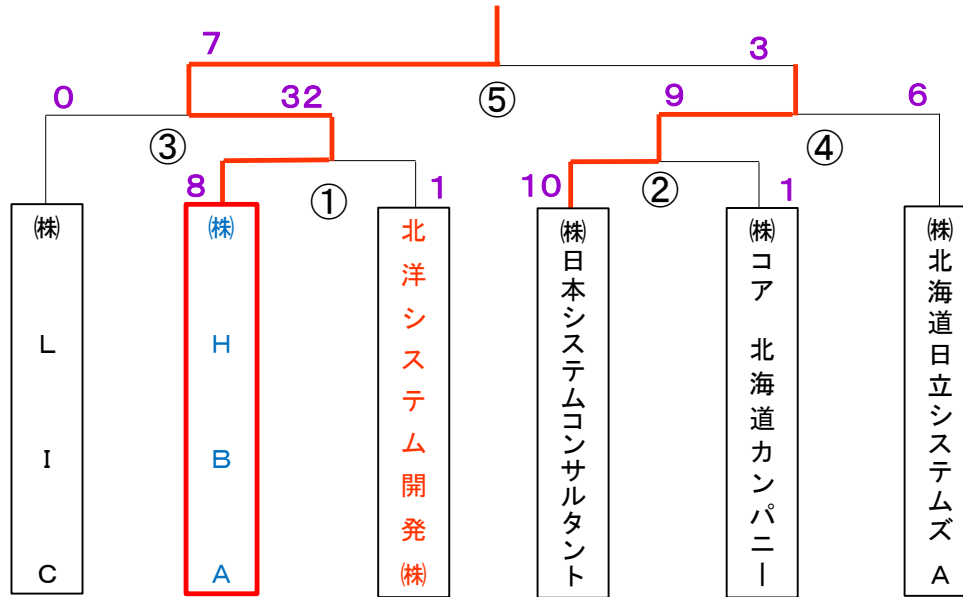 7
3
0
32
⑤
9
6
③
④
8
①
1
10
②
1
㈱LIC
㈱HBA
北洋システム開発㈱
㈱日本システムコンサルタント
㈱コア 北海道カンパニー
㈱北海道日立システムズA